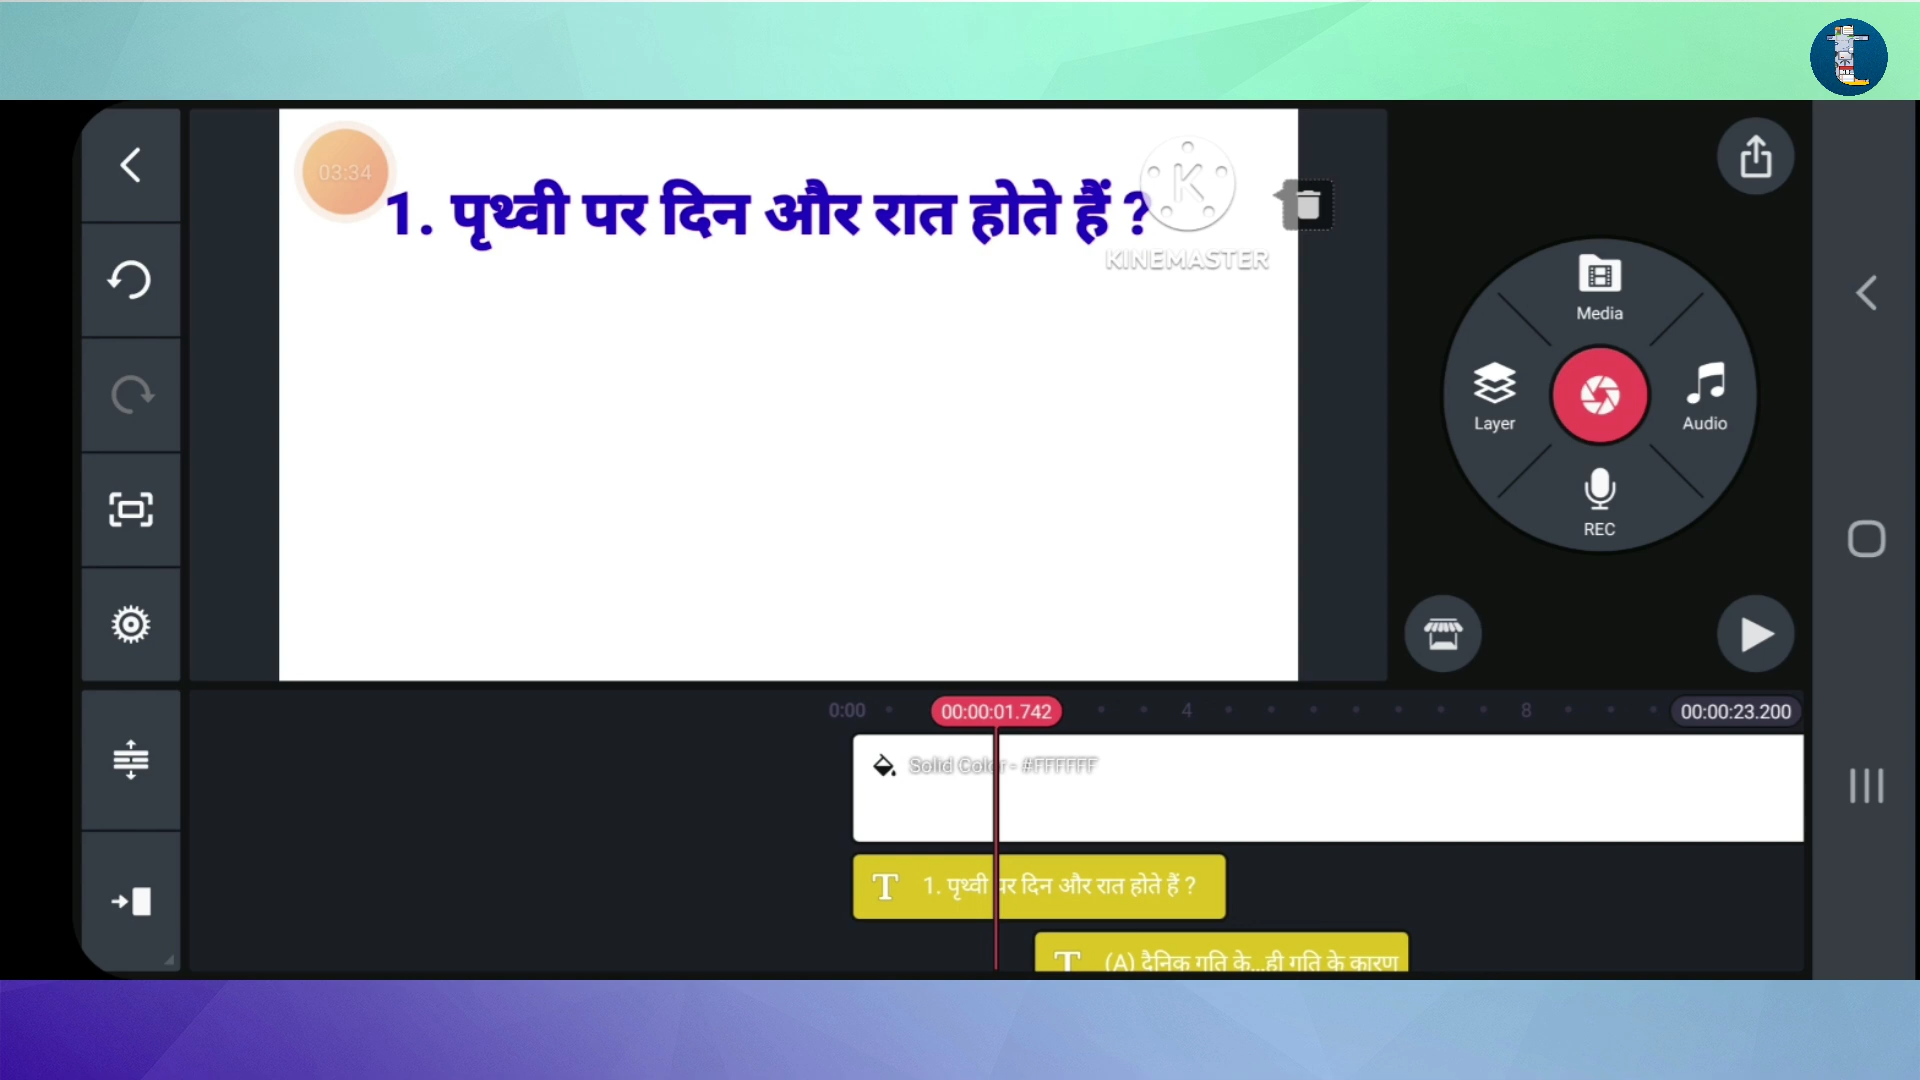 03:34
1. पृथ्वी पर दिन और रात होते हैं ?
KINEMASTER
Media
Layer
Audio
REC
0:00
00:00:01.742
4
8
00:00:23.200
Solid Color - #FFFFFF
1. पृथ्वी पर दिन और रात होते हैं ?
(A) दैनिक गति के...ही गति के कारण